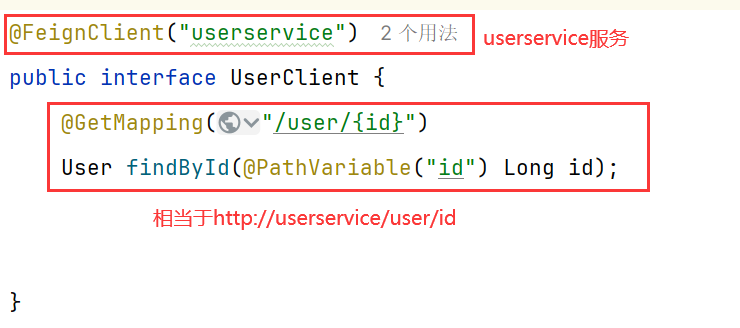 @FeignClient("userservice") 2 个用法 userservice服务
public interface UserClient {
@GetMapping("/user/{id}")
User findById(@PathVariable("id") Long id);
相当于http://userservice/user/id
}